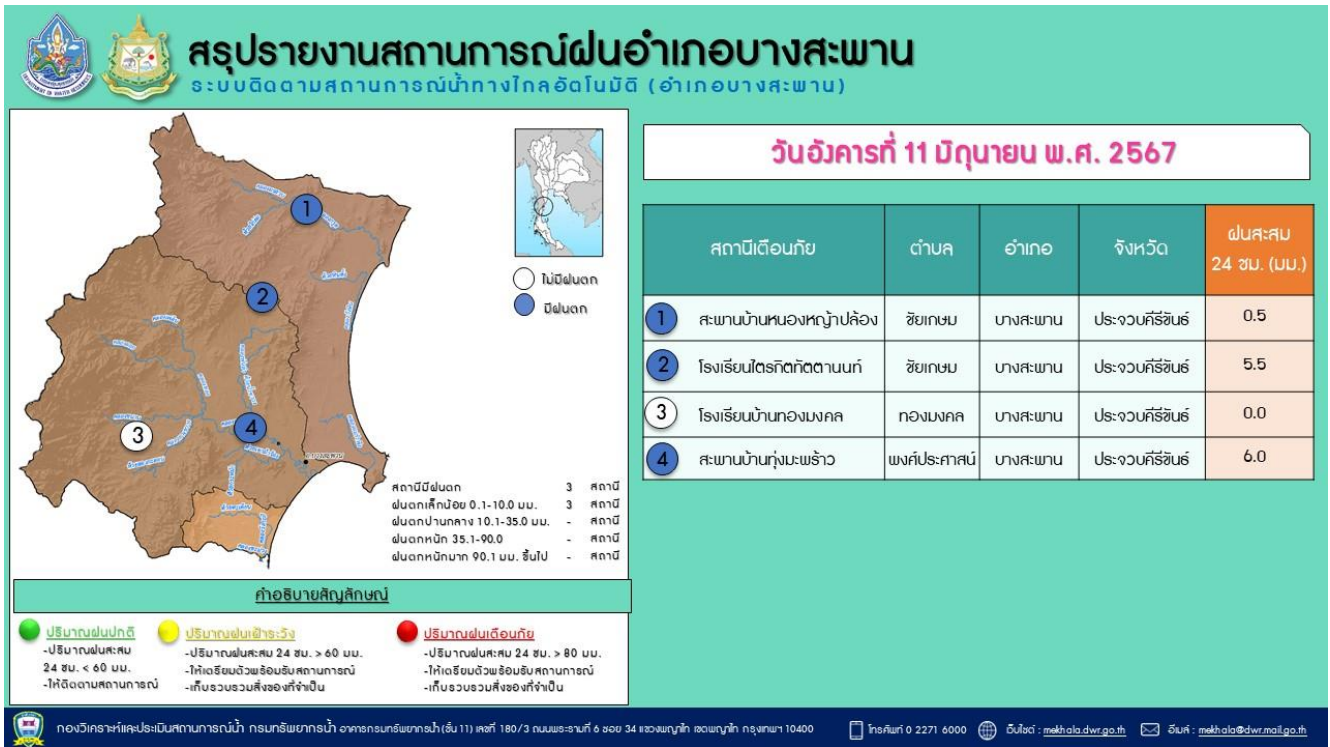 สรุปรายงานสถานการณ์ฝนอำเภอบางสะพาน
ระบบติดตามสถานการณ์น้ำทางไกลอัตโนมัติ (อำเภอบางสะพาน)
วันอังคารที่ 11 มิถุนายน พ.ศ. 2567
1
2
3
4
ไม่มีฝนตก
มีฝนตก
สถานีมีฝนตก 3 สถานี
ฝนตกเล็กน้อย 0.1-10.0 มม. 3 สถานี
ฝนตกปานกลาง 10.1-35.0 มม. - สถานี
ฝนตกหนัก 35.1-90.0 - สถานี
ฝนตกหนักมาก 90.1 มม. ขึ้นไป - สถานี
สถานีเตือนภัย ตำบล อำเภอ จังหวัด ฝนสะสม
24 ชม. (มม.)
1 สะพานบ้านหนองหญ้าปล้อง ชัยเกษม บางสะพาน ประจวบคีรีขันธ์ 0.5
2 โรงเรียนไตรกิตทัตตานนท์ ชัยเกษม บางสะพาน ประจวบคีรีขันธ์ 5.5
3 โรงเรียนบ้านทองมงคล ทองมงคล บางสะพาน ประจวบคีรีขันธ์ 0.0
4 สะพานบ้านทุ่งมะพร้าว พงศ์ประศาสน์ บางสะพาน ประจวบคีรีขันธ์ 6.0
คำอธิบายสัญลักษณ์
ปริมาณฝนปกติ
-ปริมาณฝนสะสม
24 ชม. < 60 มม.
-ให้ติดตามสถานการณ์
ปริมาณฝนเฝ้าระวัง
-ปริมาณฝนสะสม 24 ชม. > 60 มม.
-ให้เตรียมตัวพร้อมรับสถานการณ์
-เก็บรวบรวมสิ่งของที่จำเป็น
ปริมาณฝนเตือนภัย
-ปริมาณฝนสะสม 24 ชม. > 80 มม.
-ให้เตรียมตัวพร้อมรับสถานการณ์
-เก็บรวบรวมสิ่งของที่จำเป็น
กองวิเคราะห์และประเมินสถานการณ์น้ำ กรมทรัพยากรน้ำ อาคารกรมทรัพยากรน้ำ (ชั้น 11) เลขที่ 180/3 ถนนพระรามที่ 6 ซอย 34 แขวงพญาไท เขตพญาไท กรุงเทพฯ 10400 โทรศัพท์ 0 2271 6000 เว็บไซต์ : mekhala.dwr.go.th อีเมล์ : mekhala@dwr.mail.go.th